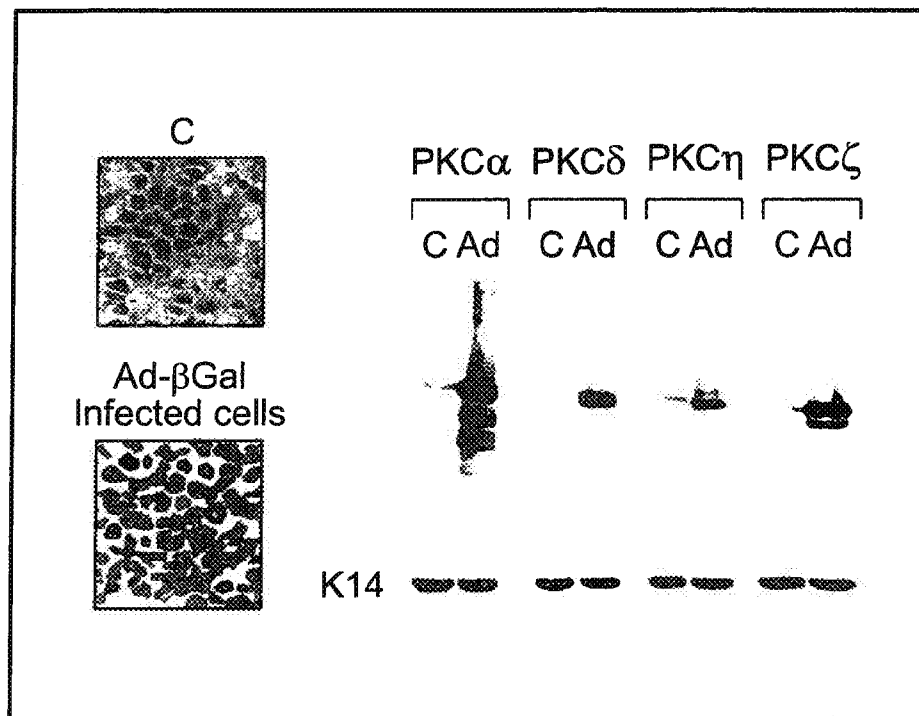 C
Ad-βGal
Infected cells
PKCα PKCδ PKCη PKCζ
C Ad C Ad C Ad C Ad
K14